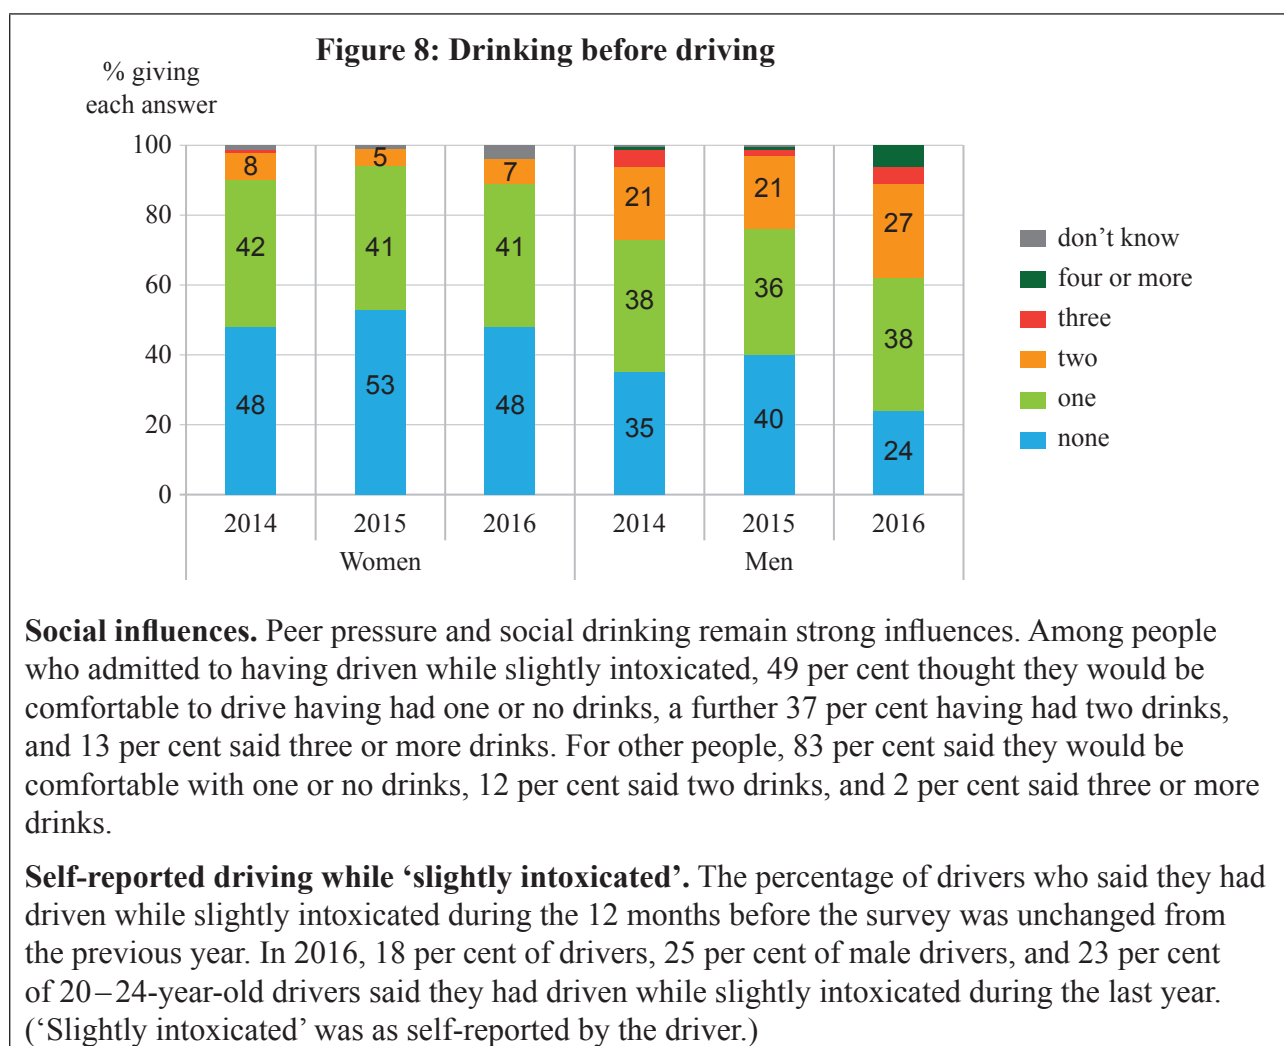 Figure 8: Drinking before driving
% giving
each answer
100
80
60
40
20
0
8
42
48
5
41
53
7
41
48
21
38
35
21
36
40
27
38
24
don’t know
four or more
three
two
one
none
2014
2015
2016
2014
2015
2016
Women
Men
Social influences. Peer pressure and social drinking remain strong influences. Among people
who admitted to having driven while slightly intoxicated, 49 per cent thought they would be
comfortable to drive having had one or no drinks, a further 37 per cent having had two drinks,
and 13 per cent said three or more drinks. For other people, 83 per cent said they would be
comfortable with one or no drinks, 12 per cent said two drinks, and 2 per cent said three or more
drinks.
Self-reported driving while ‘slightly intoxicated’. The percentage of drivers who said they had
driven while slightly intoxicated during the 12 months before the survey was unchanged from
the previous year. In 2016, 18 per cent of drivers, 25 per cent of male drivers, and 23 per cent
of 20–24-year-old drivers said they had driven while slightly intoxicated during the last year.
(‘Slightly intoxicated’ was as self-reported by the driver.)